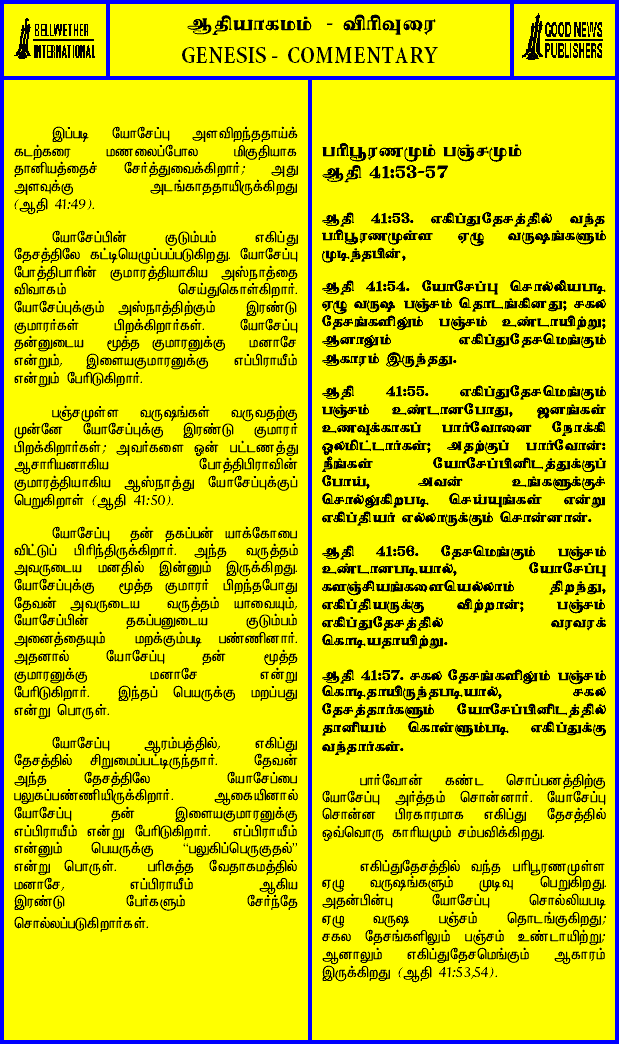 BELLWETHER
INTERNATIONAL
ஆதியாகமம் - விரிவுரை
GENESIS - COMMENTARY
GOOD NEWS
PUBLISHERS
இப்படி யோசேப்பு அளவிறந்ததாய்க்
கடற்கரை மணலைப்போல மிகுதியாக
தானியத்தைச் சேர்த்துவைக்கிறார்; அது
அளவுக்கு அடங்காததாயிருக்கிறது
(ஆதி 41:49).
யோசேப்பின் குடும்பம் எகிப்து
தேசத்திலே கட்டியெழுப்பப்படுகிறது. யோசேப்பு
போத்திபாரின் குமாரத்தியாகிய அஸ்நாத்தை
விவாகம் செய்துகொள்கிறார்.
யோசேப்புக்கும் அஸ்நாத்திற்கும் இரண்டு
குமாரர்கள் பிறக்கிறார்கள். யோசேப்பு
தன்னுடைய மூத்த குமாரனுக்கு மனாசே
என்றும், இளையகுமாரனுக்கு எப்பிராயீம்
என்றும் பேரிடுகிறார்.
பஞ்சமுள்ள வருஷங்கள் வருவதற்கு
முன்னே யோசேப்புக்கு இரண்டு குமாரர்
பிறக்கிறார்கள்; அவர்களை ஒன் பட்டணத்து
ஆசாரியனாகிய போத்திபிராவின்
குமாரத்தியாகிய ஆஸ்நாத்து யோசேப்புக்குப்
பெறுகிறாள் (ஆதி 41:50).
யோசேப்பு தன் தகப்பன் யாக்கோபை
விட்டுப் பிரிந்திருக்கிறார். அந்த வருத்தம்
அவருடைய மனதில் இன்னும் இருக்கிறது.
யோசேப்புக்கு மூத்த குமாரர் பிறந்தபோது
தேவன் அவருடைய வருத்தம் யாவையும்,
யோசேப்பின் தகப்பனுடைய குடும்பம்
அனைத்தையும் மறக்கும்படி பண்ணினார்.
அதனால் யோசேப்பு தன் மூத்த
குமாரனுக்கு மனாசே என்று
பேரிடுகிறார். இந்தப் பெயருக்கு மறப்பது
என்று பொருள்.
யோசேப்பு ஆரம்பத்தில், எகிப்து
தேசத்தில் சிறுமைப்பட்டிருந்தார். தேவன்
அந்த தேசத்திலே யோசேப்பை
பலுகப்பண்ணியிருக்கிறார். ஆகையினால்
யோசேப்பு தன் இளையகுமாரனுக்கு
எப்பிராயீம் என்று பேரிடுகிறார். எப்பிராயீம்
என்னும் பெயருக்கு “பலுகிப்பெருகுதல்”
என்று பொருள். பரிசுத்த வேதாகமத்தில்
மனாசே, எப்பிராயீம் ஆகிய
இரண்டு பேர்களும் சேர்ந்தே
சொல்லப்படுகிறார்கள்.
பரிபூரணமும் பஞ்சமும்
ஆதி 41:53-57
ஆதி 41:53. எகிப்துதேசத்தில் வந்த
பரிபூரணமுள்ள ஏழு வருஷங்களும்
முடிந்தபின்,
ஆதி 41:54. யோசேப்பு சொல்லியபடி
ஏழு வருஷ பஞ்சம் தொடங்கினது; சகல
தேசங்களிலும் பஞ்சம் உண்டாயிற்று;
ஆனாலும் எகிப்துதேசமெங்கும்
ஆகாரம் இருந்தது.
ஆதி 41:55. எகிப்துதேசமெங்கும்
பஞ்சம் உண்டானபோது, ஜனங்கள்
உணவுக்காகப் பார்வோனை நோக்கி
ஓலமிட்டார்கள்; அதற்குப் பார்வோன்:
நீங்கள் யோசேப்பினிடத்துக்குப்
போய், அவன் உங்களுக்குச்
சொல்லுகிறபடி செய்யுங்கள் என்று
எகிப்தியர் எல்லாருக்கும் சொன்னான்.
ஆதி 41:56. தேசமெங்கும் பஞ்சம்
உண்டானபடியால், யோசேப்பு
களஞ்சியங்களையெல்லாம் திறந்து,
எகிப்தியருக்கு விற்றான்; பஞ்சம்
எகிப்துதேசத்தில் வரவரக்
கொடியதாயிற்று.
ஆதி 41:57. சகல தேசங்களிலும் பஞ்சம்
கொடிதாயிருந்தபடியால், சகல
தேசத்தார்களும் யோசேப்பினிடத்தில்
தானியம் கொள்ளும்படி எகிப்துக்கு
வந்தார்கள்.
பார்வோன் கண்ட சொப்பனத்திற்கு
யோசேப்பு அர்த்தம் சொன்னார். யோசேப்பு
சொன்ன பிரகாரமாக எகிப்து தேசத்தில்
ஒவ்வொரு காரியமும் சம்பவிக்கிறது.
எகிப்துதேசத்தில் வந்த பரிபூரணமுள்ள
ஏழு வருஷங்களும் முடிவு பெறுகிறது.
அதன்பின்பு யோசேப்பு சொல்லியபடி
ஏழு வருஷ பஞ்சம் தொடங்குகிறது;
சகல தேசங்களிலும் பஞ்சம் உண்டாயிற்று;
ஆனாலும் எகிப்துதேசமெங்கும் ஆகாரம்
இருக்கிறது (ஆதி 41:53,54).